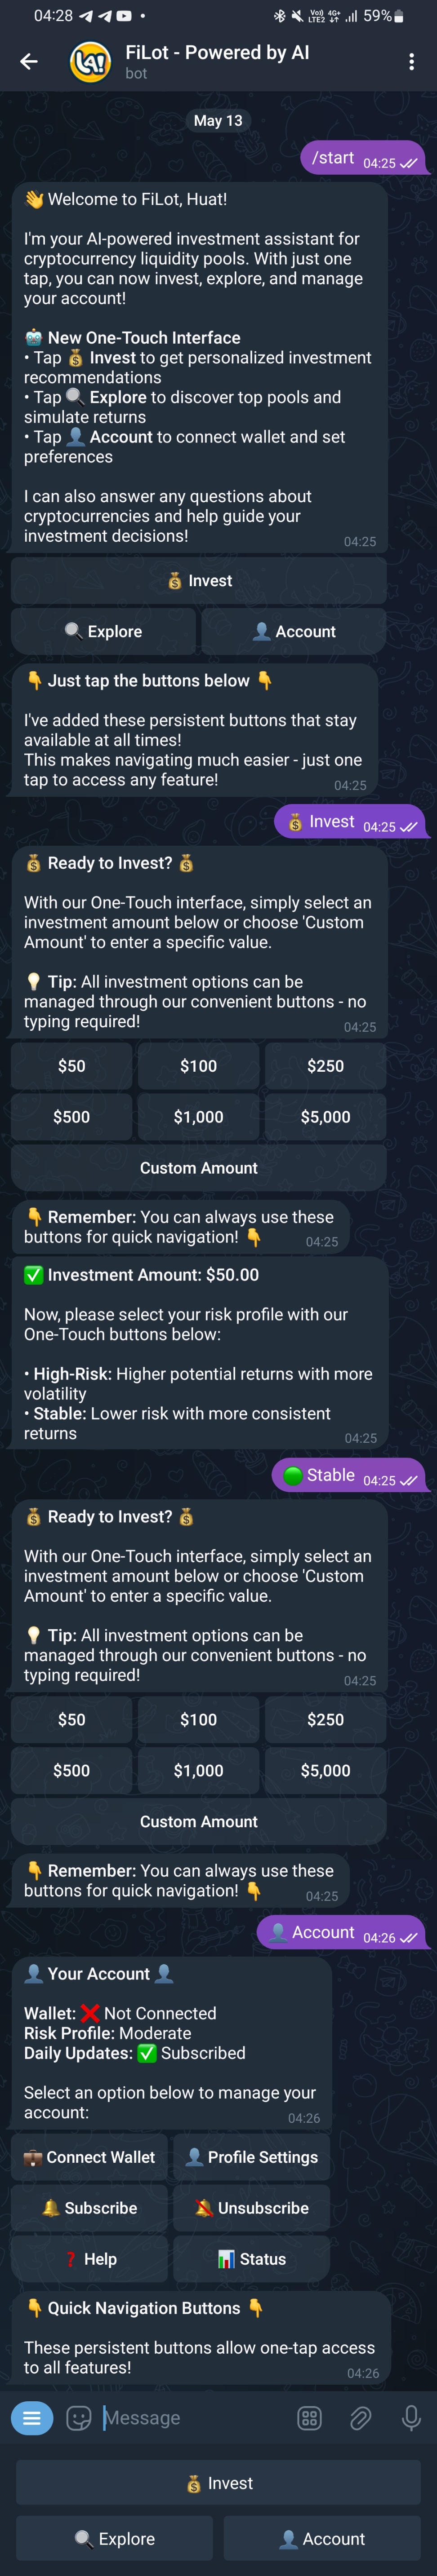 04:28
Vo)) 4G+
LTE2
59%
FiLot - Powered by AI
LA!
bot
May 13
/start 04:25
👋 Welcome to FiLot, Huat!
I'm your AI-powered investment assistant for
cryptocurrency liquidity pools. With just one
tap, you can now invest, explore, and manage
your account!
🤖 New One-Touch Interface
• Tap 💰 Invest to get personalized investment
recommendations
• Tap 🔍 Explore to discover top pools and
simulate returns
• Tap 👤 Account to connect wallet and set
preferences
I can also answer any questions about
cryptocurrencies and help guide your
investment decisions!
04:25
💰 Invest
🔍 Explore
👤 Account
👇 Just tap the buttons below 👇
I've added these persistent buttons that stay
available at all times!
This makes navigating much easier - just one
tap to access any feature!
04:25
💰 Invest 04:25
💰 Ready to Invest? 💰
With our One-Touch interface, simply select an
investment amount below or choose 'Custom
Amount' to enter a specific value.
💡 Tip: All investment options can be
managed through our convenient buttons - no
typing required!
04:25
$50
$100
$250
$500
$1,000
$5,000
Custom Amount
👇 Remember: You can always use these
buttons for quick navigation! 👇
04:25
✅ Investment Amount: $50.00
Now, please select your risk profile with our
One-Touch buttons below:
• High-Risk: Higher potential returns with more
volatility
• Stable: Lower risk with more consistent
returns
04:25
🟢 Stable 04:25
💰 Ready to Invest? 💰
With our One-Touch interface, simply select an
investment amount below or choose 'Custom
Amount' to enter a specific value.
💡 Tip: All investment options can be
managed through our convenient buttons - no
typing required!
04:25
$50
$100
$250
$500
$1,000
$5,000
Custom Amount
👇 Remember: You can always use these
buttons for quick navigation! 👇
04:25
👤 Account 04:26
👤 Your Account 👤
Wallet: ❌ Not Connected
Risk Profile: Moderate
Daily Updates: ✅ Subscribed
Select an option below to manage your
account:
04:26
💼 Connect Wallet
👤 Profile Settings
🔔 Subscribe
🔕 Unsubscribe
❓ Help
📊 Status
👇 Quick Navigation Buttons 👇
These persistent buttons allow one-tap access
to all features!
04:26
Message
💰 Invest
🔍 Explore
👤 Account